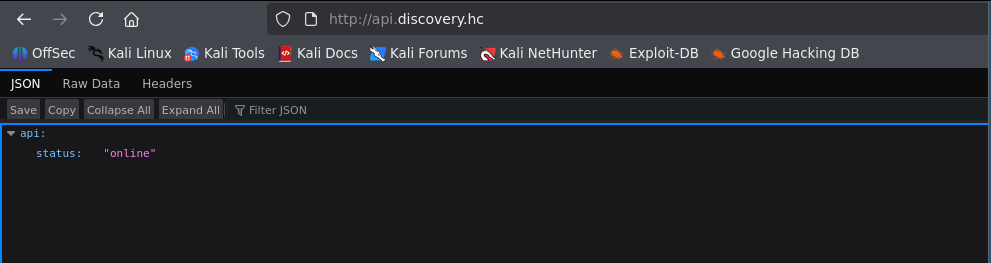 http://api.discovery.hc
OffSec Kali Linux Kali Tools Kali Docs Kali Forums Kali NetHunter Exploit-DB Google Hacking DB
JSON Raw Data Headers
Save Copy Collapse All Expand All Filter JSON
api:
status: "online"